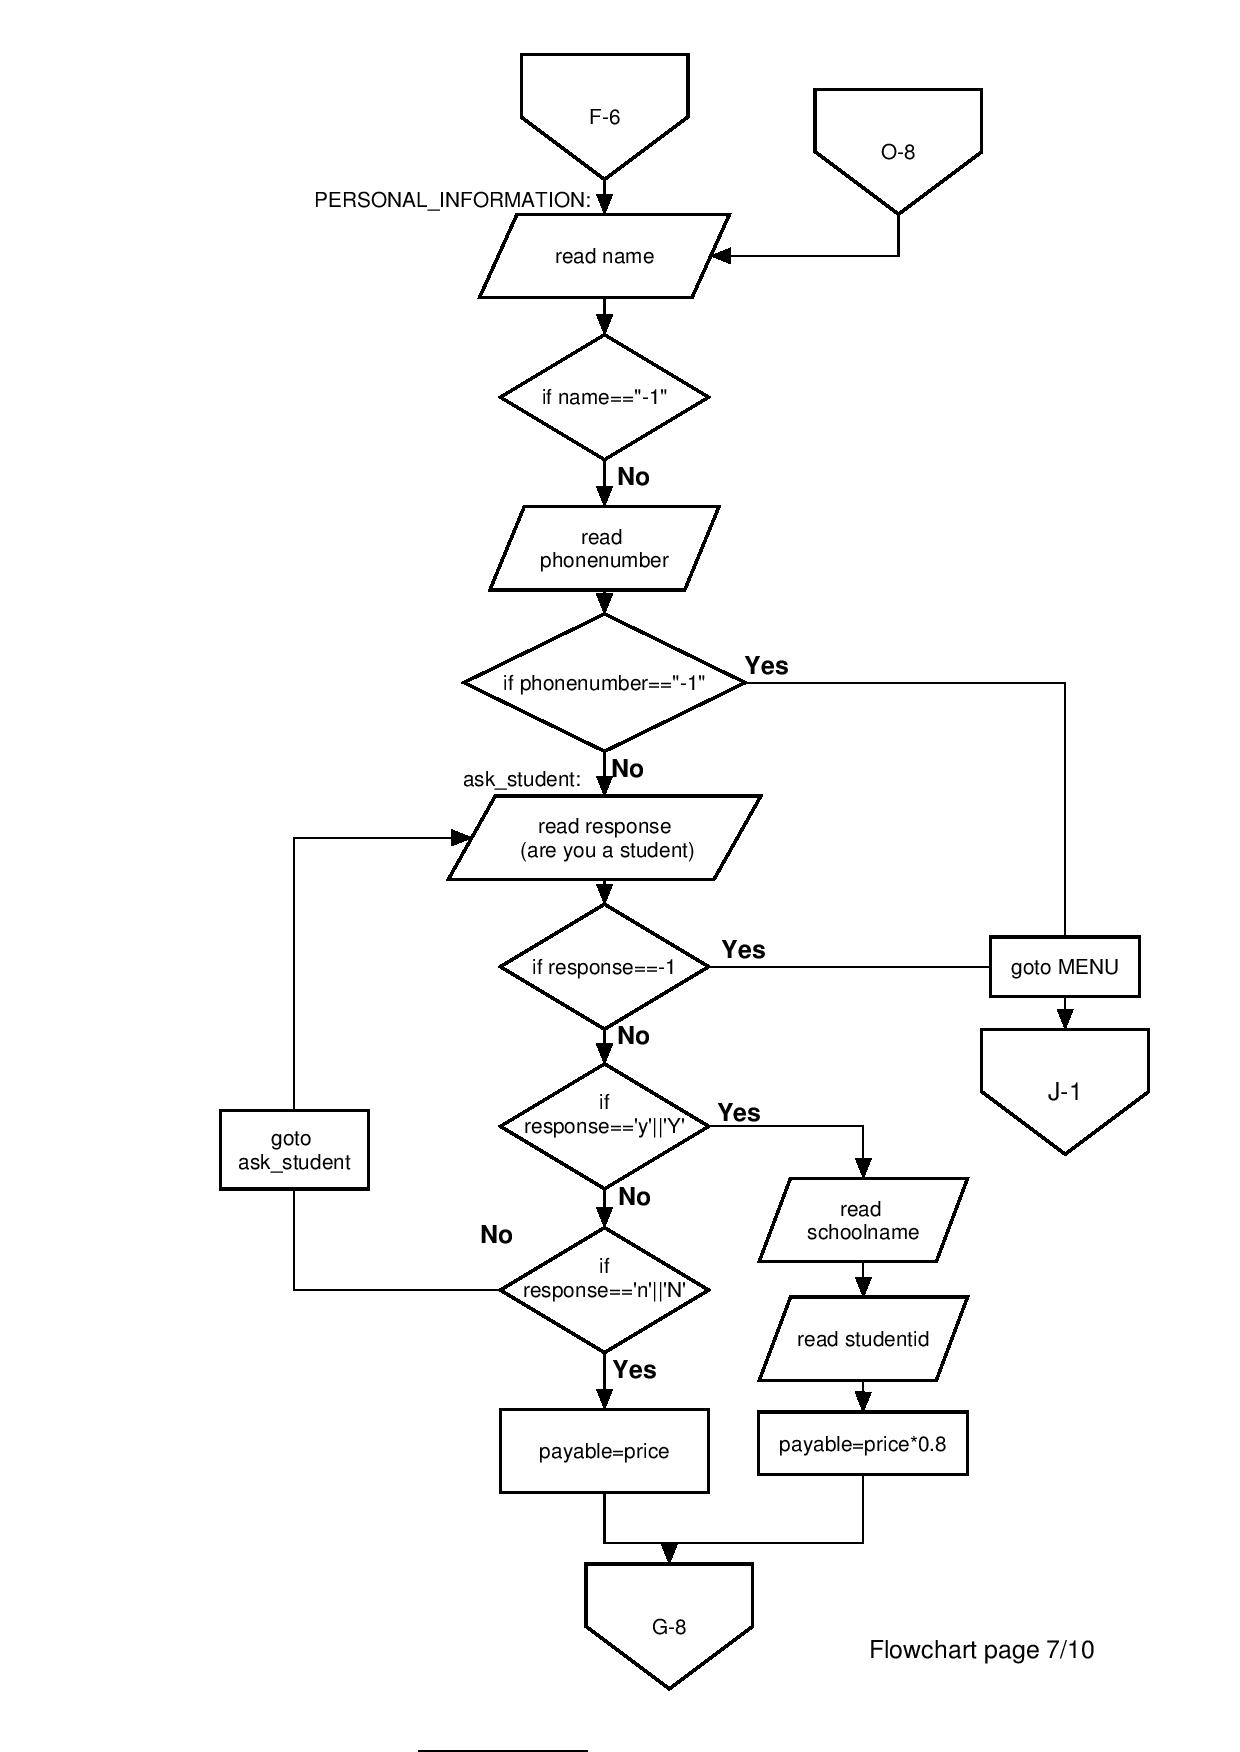 F-6
O-8
PERSONAL_INFORMATION:
read name
if name=="-1"
No
read
phonenumber
Yes
if phonenumber=="-1"
No
ask_student:
read response
(are you a student)
Yes
if response==-1
goto MENU
No
J-1
if
response=='y'||'Y'
Yes
goto
ask_student
No
read
schoolname
No
if
response=='n'||'N'
read studentid
Yes
payable=price
payable=price*0.8
G-8
Flowchart page 7/10